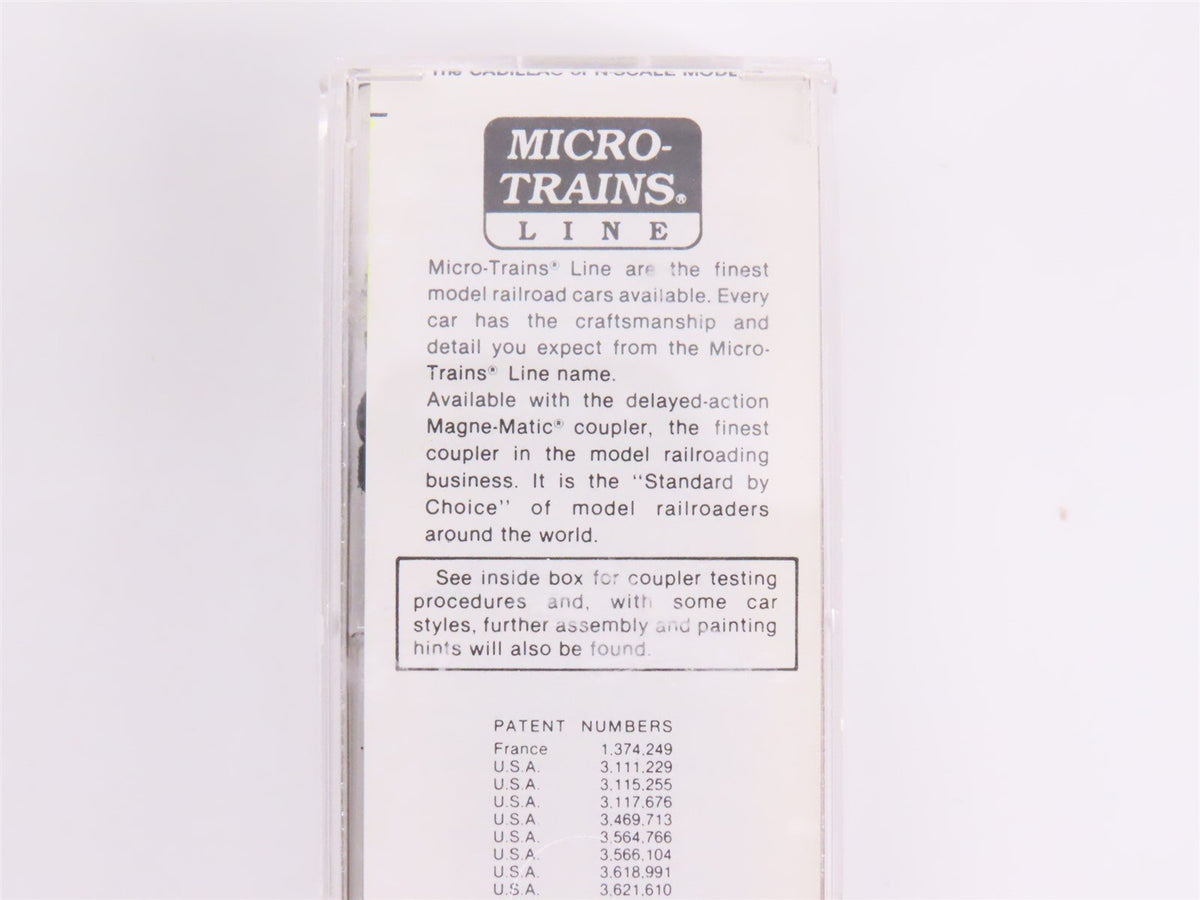 The CADILLAC of N SCALE
MICRO-
TRAINS®
LINE
Micro-Trains® Line are the finest
model railroad cars available. Every
car has the craftsmanship and
detail you expect from the Micro-
Trains® Line name.
Available with the delayed-action
Magne-Matic® coupler, the finest
coupler in the model railroading
business. It is the "Standard by
Choice" of model railroaders
around the world.
See inside box for coupler testing
procedures and, with some car
styles, further assembly and painting
hints will also be found.
PATENT NUMBERS
France 1,374,249
U.S.A. 3,111,229
U.S.A. 3,115,255
U.S.A. 3,117,676
U.S.A. 3,469,713
U.S.A. 3,564,766
U.S.A. 3,566,104
U.S.A. 3,618,991
U.S.A. 3,621,610